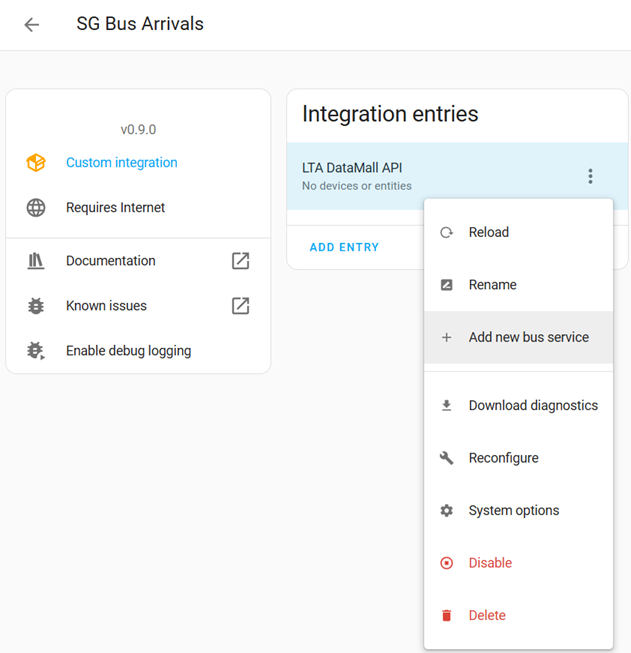 SG Bus Arrivals
v0.9.0
Custom integration
Requires Internet
Documentation
Known issues
Enable debug logging
Integration entries
LTA DataMall API
No devices or entities
ADD ENTRY
Reload
Rename
Add new bus service
Download diagnostics
Reconfigure
System options
Disable
Delete